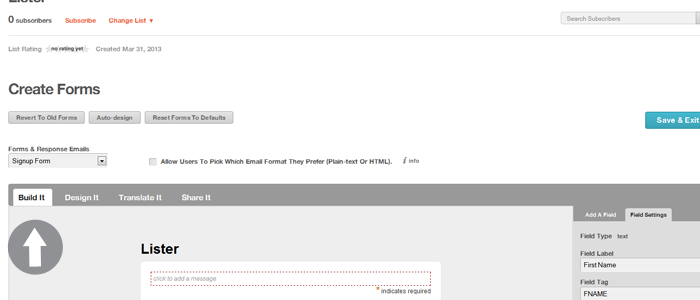 Lister
0 subscribers Subscribe Change List ▼
Search Subscribers
List Rating no rating yet Created Mar 31, 2013
Create Forms
Revert To Old Forms Auto-design Reset Forms To Defaults
Save & Exit
Forms & Response Emails
Signup Form
Allow Users To Pick Which Email Format They Prefer (Plain-text Or HTML). i info
Build It Design It Translate It Share It
Lister
click to add a message
* indicates required
Add A Field Field Settings
Field Type text
Field Label
First Name
Field Tag
FNAME